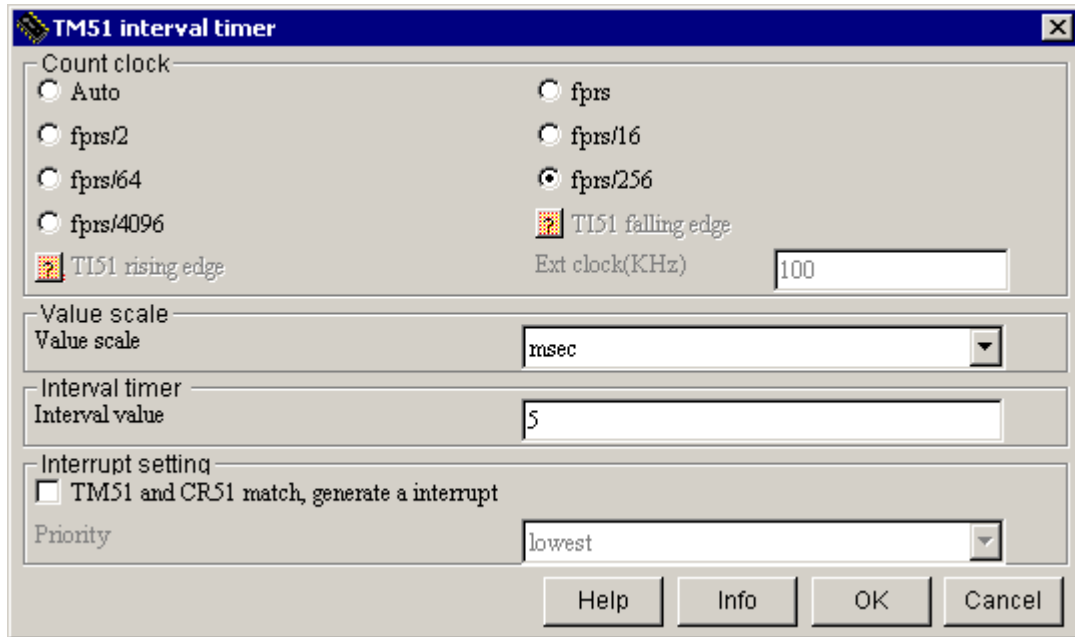 TM51 interval timer
Count clock
Auto
fprs
fprs/2
fprs/16
fprs/64
fprs/256
fprs/4096
TI51 falling edge
TI51 rising edge
Ext clock(KHz)
100
Value scale
Value scale
msec
Interval timer
Interval value
5
Interrupt setting
TM51 and CR51 match, generate a interrupt
Priority
lowest
Help
Info
OK
Cancel